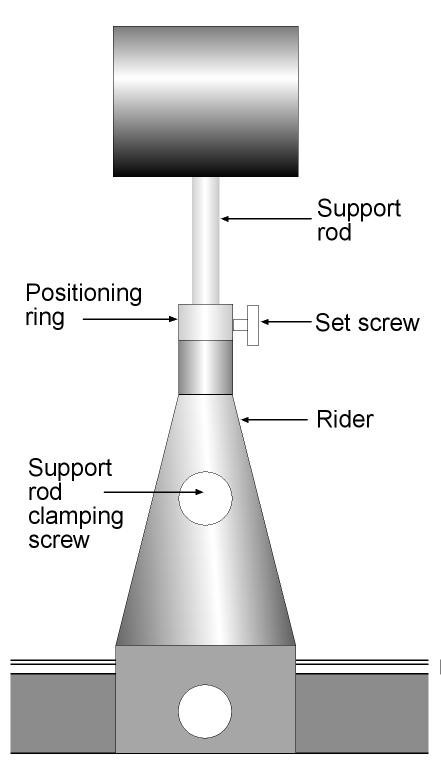 Support
rod
Positioning
ring
Set screw
Rider
Support
rod
clamping
screw